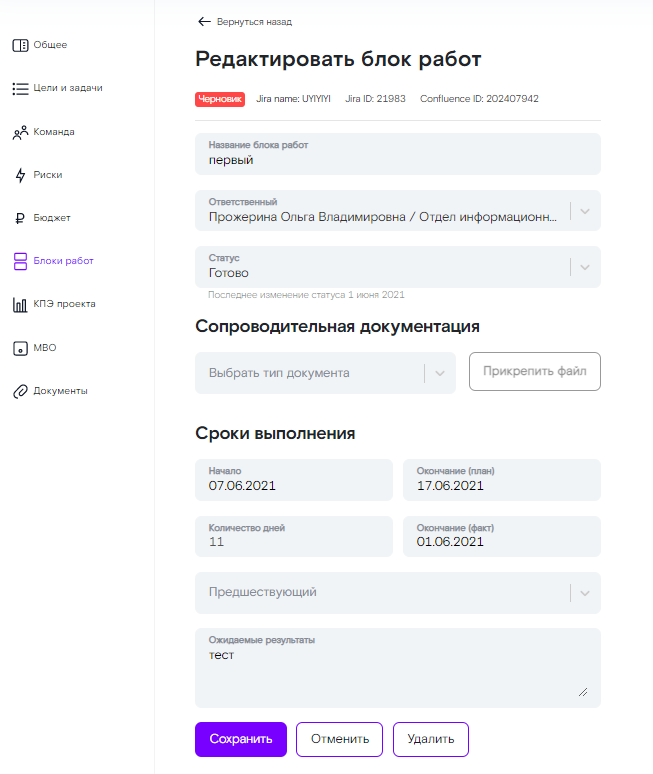 Вернуться назад
Общее
Цели и задачи
Команда
Риски
Бюджет
Блоки работ
КПЭ проекта
МВО
Документы
Редактировать блок работ
Черновик Jira name: UYIYIYI Jira ID: 21983 Confluence ID: 202407942
Название блока работ
первый
Ответственный
Прожерина Ольга Владимировна / Отдел информационн...
Статус
Готово
Последнее изменение статуса 1 июня 2021
Сопроводительная документация
Выбрать тип документа Прикрепить файл
Сроки выполнения
Начало
07.06.2021
Окончание (план)
17.06.2021
Количество дней
11
Окончание (факт)
01.06.2021
Предшествующий
Ожидаемые результаты
тест
Сохранить Отменить Удалить